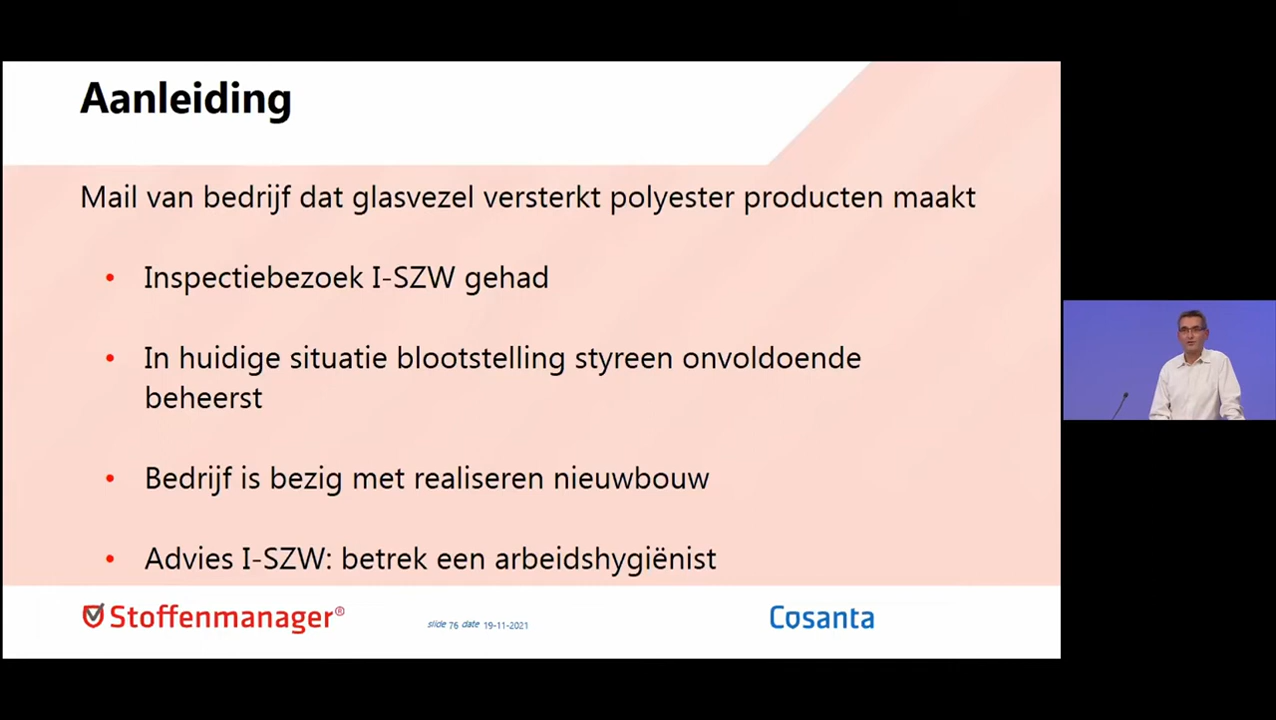 Aanleiding
Mail van bedrijf dat glasvezel versterkt polyester producten maakt
• Inspectiebezoek I-SZW gehad
• In huidige situatie blootstelling styreen onvoldoende
beheerst
• Bedrijf is bezig met realiseren nieuwbouw
• Advies I-SZW: betrek een arbeidshygiënist
Stoffenmanager® slide 76 date 19-11-2021 Cosanta